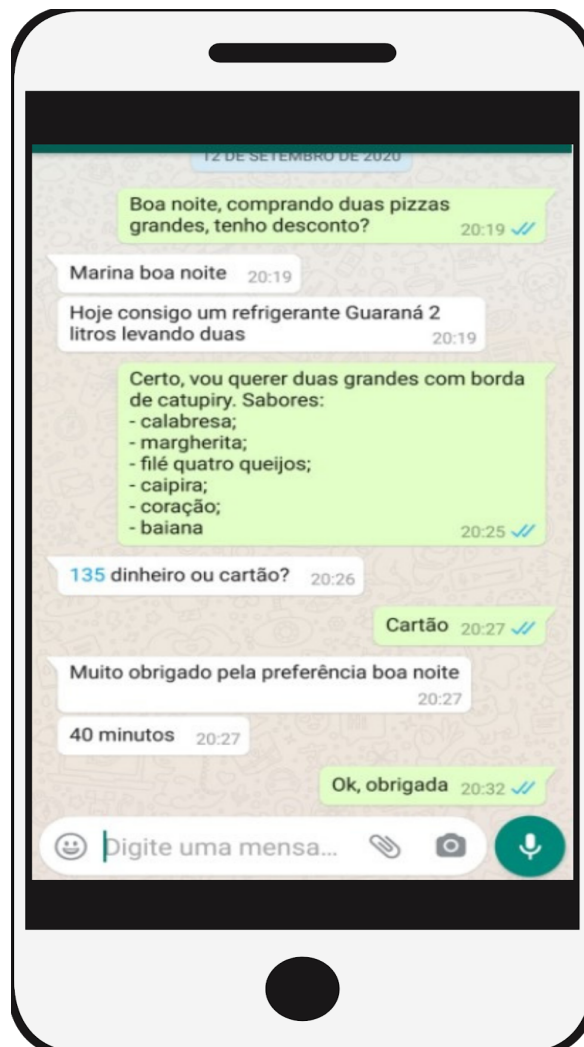 12 DE SETEMBRO DE 2020
Boa noite, comprando duas pizzas
grandes, tenho desconto? 20:19
Marina boa noite 20:19
Hoje consigo um refrigerante Guaraná 2
litros levando duas 20:19
Certo, vou querer duas grandes com borda
de catupiry. Sabores:
- calabresa;
- margherita;
- filé quatro queijos;
- caipira;
- coração;
- baiana 20:25
135 dinheiro ou cartão? 20:26
Cartão 20:27
Muito obrigado pela preferência boa noite
20:27
40 minutos 20:27
Ok, obrigada 20:32
Digite uma mensa...